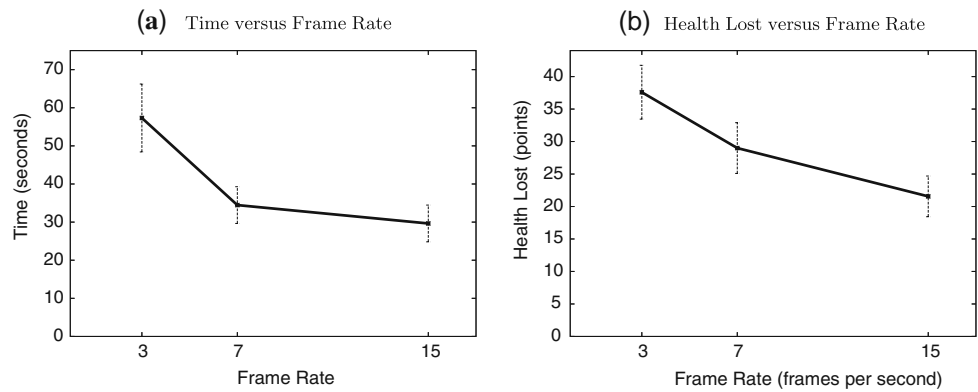 (a) Time versus Frame Rate
70
60
50
40
30
20
10
0
Time (seconds)
3 7 15
Frame Rate
(b) Health Lost versus Frame Rate
40
35
30
25
20
15
10
5
0
Health Lost (points)
3 7 15
Frame Rate (frames per second)